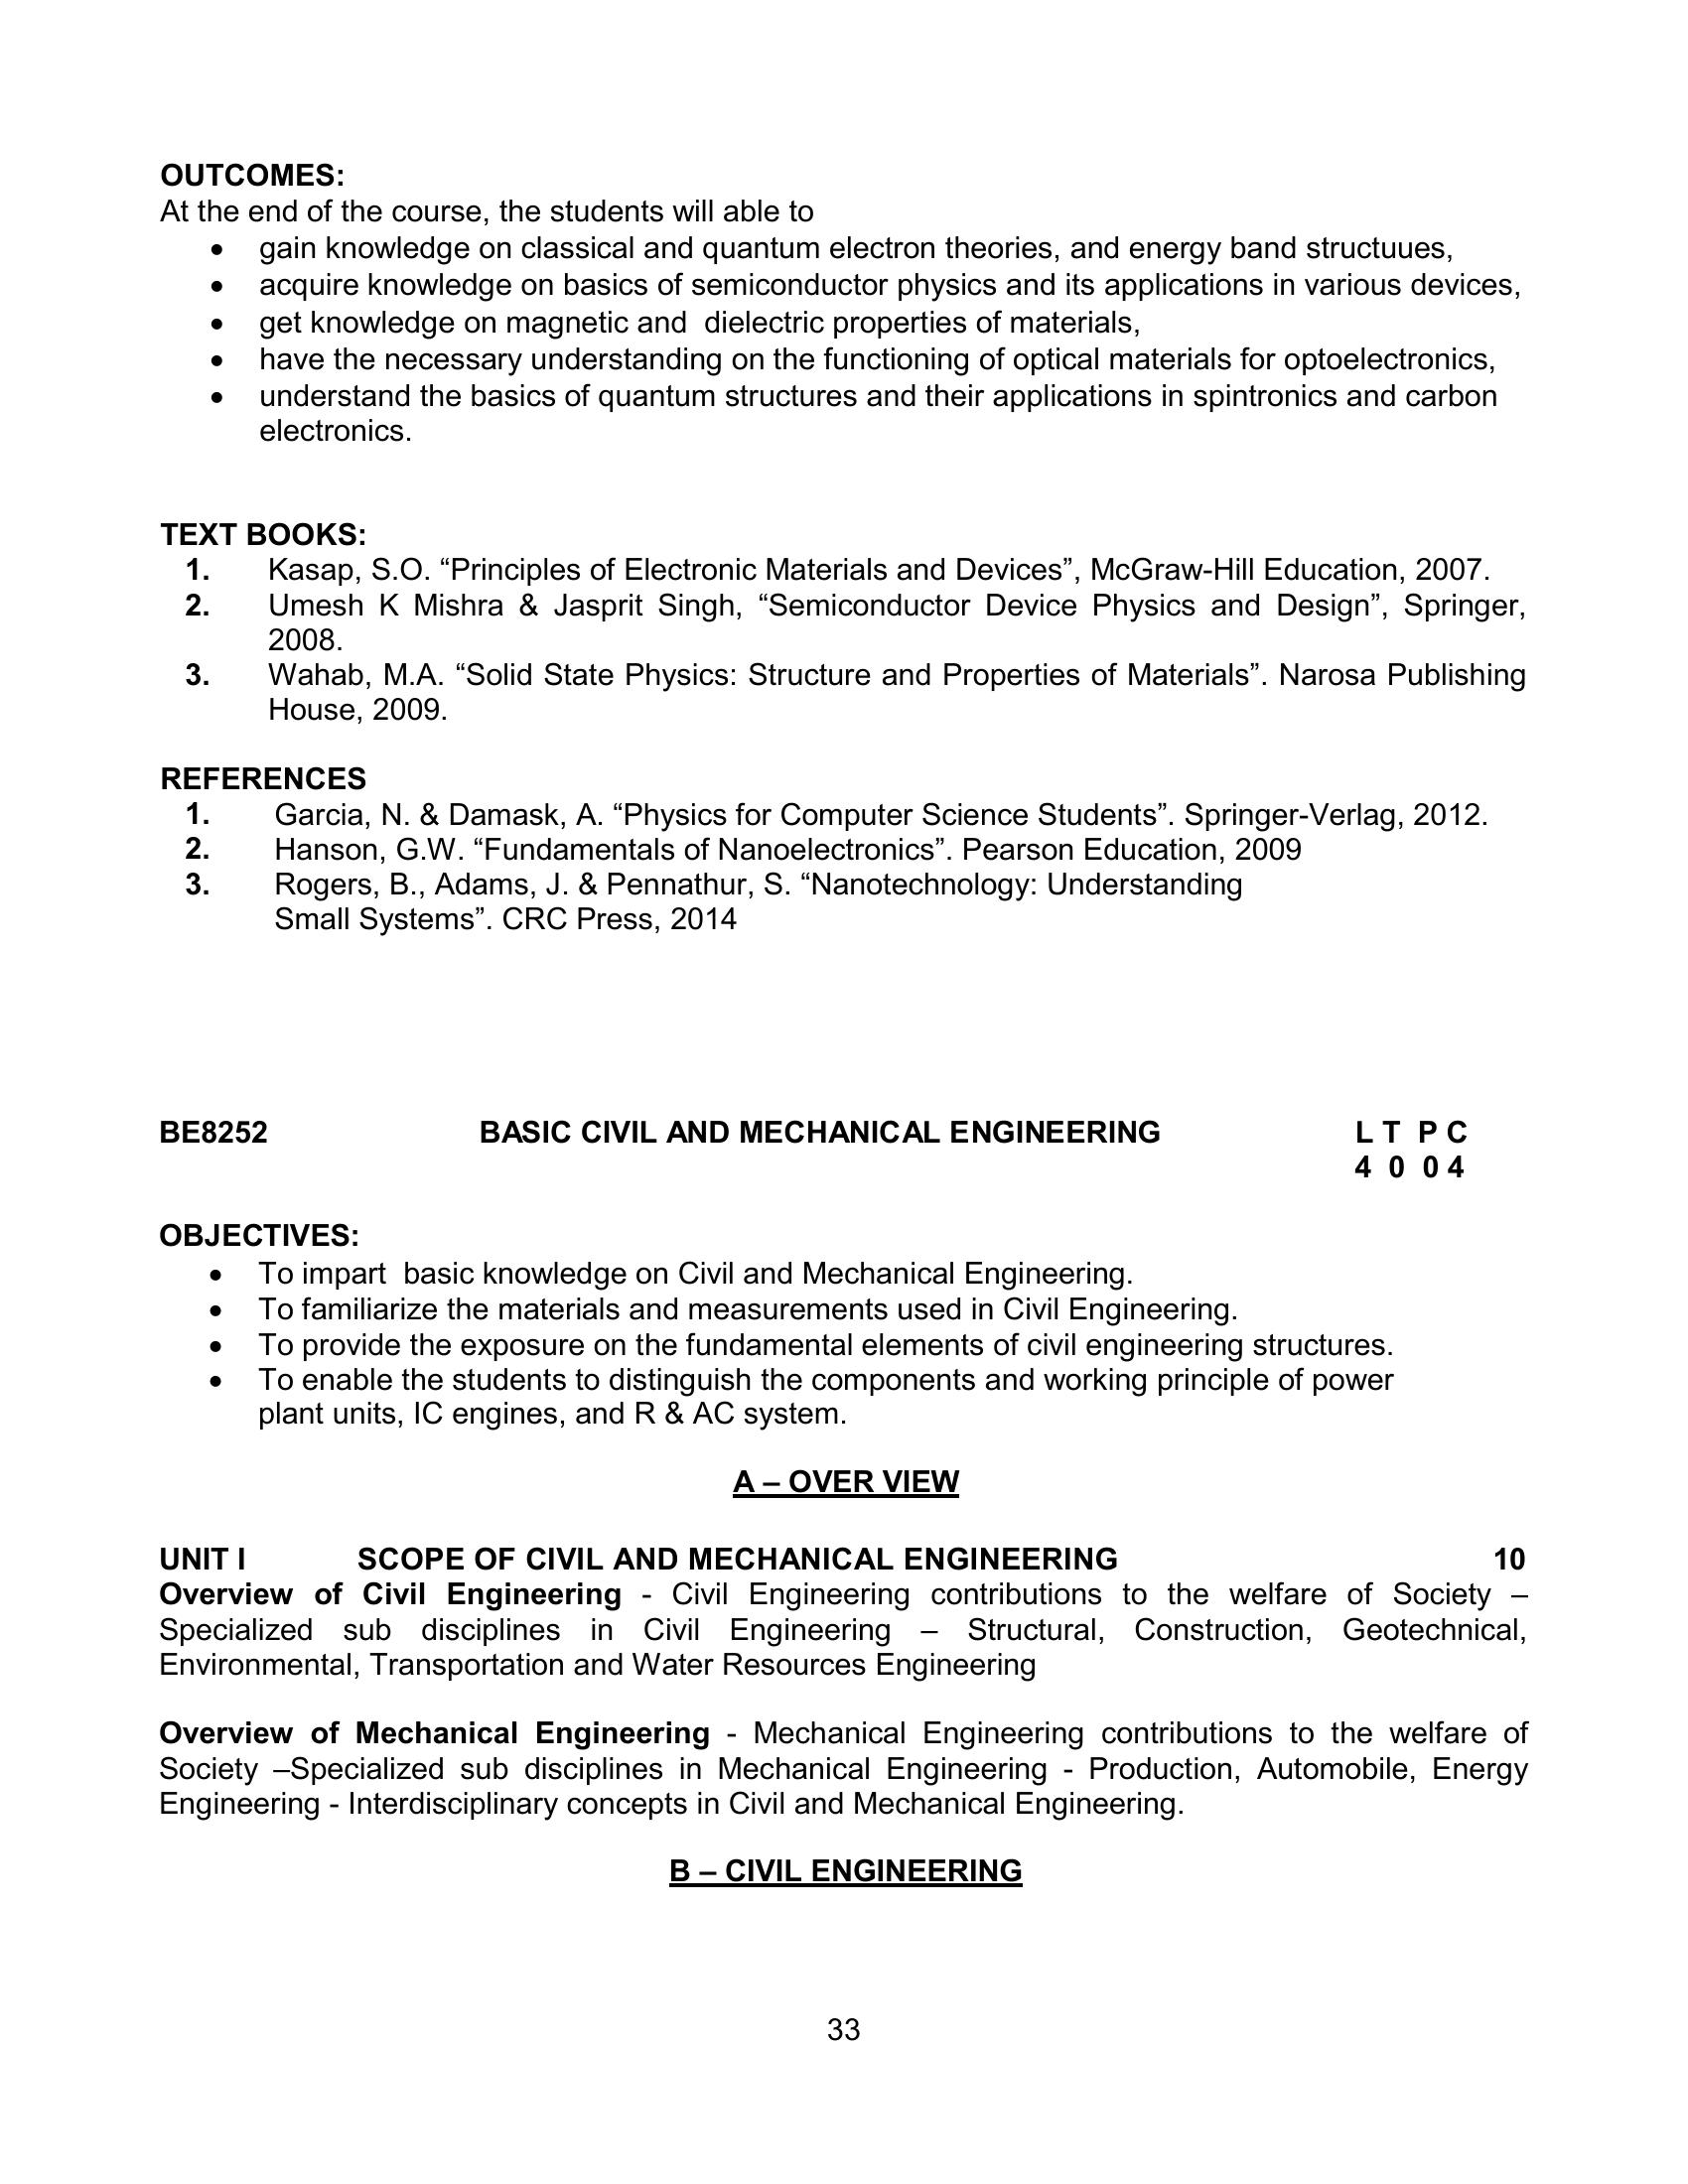 OUTCOMES:
At the end of the course, the students will able to
• gain knowledge on classical and quantum electron theories, and energy band structuues,
• acquire knowledge on basics of semiconductor physics and its applications in various devices,
• get knowledge on magnetic and  dielectric properties of materials,
• have the necessary understanding on the functioning of optical materials for optoelectronics,
• understand the basics of quantum structures and their applications in spintronics and carbon
electronics.
TEXT BOOKS:
1. Kasap, S.O. “Principles of Electronic Materials and Devices”, McGraw-Hill Education, 2007.
2. Umesh K Mishra & Jasprit Singh, “Semiconductor Device Physics and Design”, Springer,
2008.
3. Wahab, M.A. “Solid State Physics: Structure and Properties of Materials”. Narosa Publishing
House, 2009.
REFERENCES
1. Garcia, N. & Damask, A. “Physics for Computer Science Students”. Springer-Verlag, 2012.
2. Hanson, G.W. “Fundamentals of Nanoelectronics”. Pearson Education, 2009
3. Rogers, B., Adams, J. & Pennathur, S. “Nanotechnology: Understanding
Small Systems”. CRC Press, 2014
BE8252 BASIC CIVIL AND MECHANICAL ENGINEERING L T P C
4 0 0 4
OBJECTIVES:
• To impart  basic knowledge on Civil and Mechanical Engineering.
• To familiarize the materials and measurements used in Civil Engineering.
• To provide the exposure on the fundamental elements of civil engineering structures.
• To enable the students to distinguish the components and working principle of power
plant units, IC engines, and R & AC system.
A – OVER VIEW
UNIT I SCOPE OF CIVIL AND MECHANICAL ENGINEERING 10
Overview of Civil Engineering - Civil Engineering contributions to the welfare of Society –
Specialized sub disciplines in Civil Engineering – Structural, Construction, Geotechnical,
Environmental, Transportation and Water Resources Engineering
Overview of Mechanical Engineering - Mechanical Engineering contributions to the welfare of
Society –Specialized sub disciplines in Mechanical Engineering - Production, Automobile, Energy
Engineering - Interdisciplinary concepts in Civil and Mechanical Engineering.
B – CIVIL ENGINEERING
33